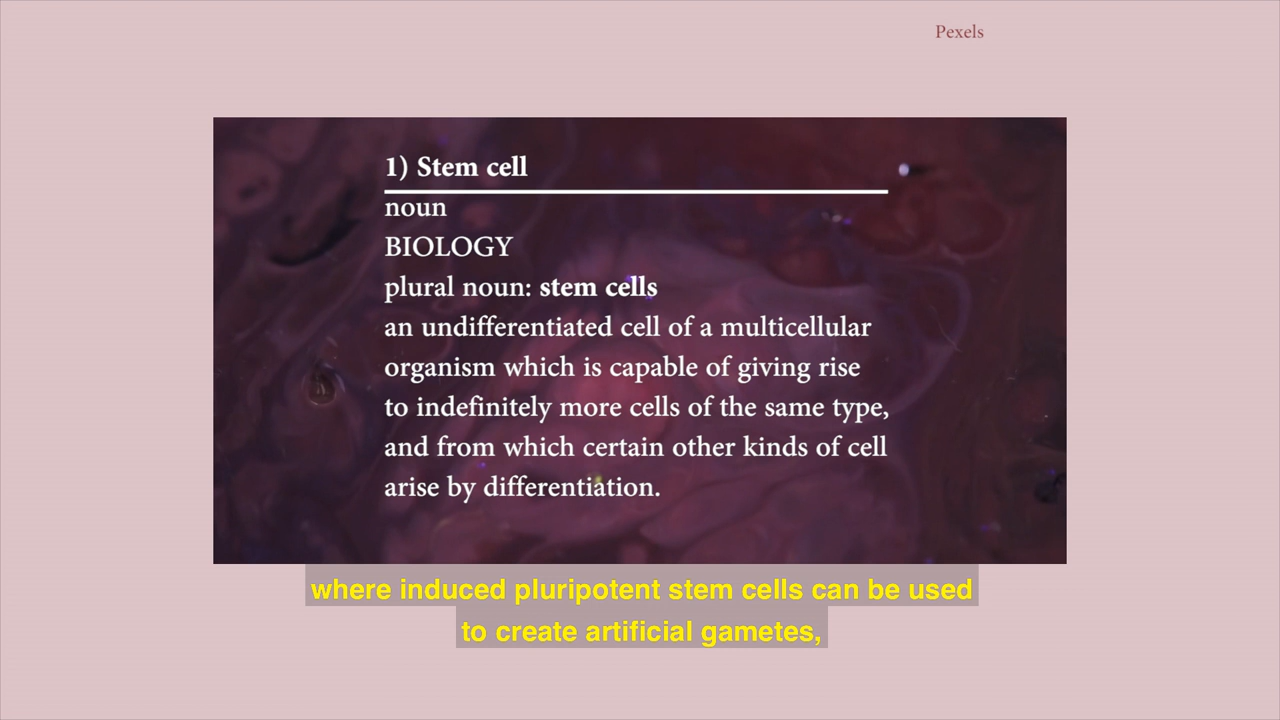 Pexels
1) Stem cell
noun
BIOLOGY
plural noun: stem cells
an undifferentiated cell of a multicellular
organism which is capable of giving rise
to indefinitely more cells of the same type,
and from which certain other kinds of cell
arise by differentiation.
where induced pluripotent stem cells can be used
to create artificial gametes,